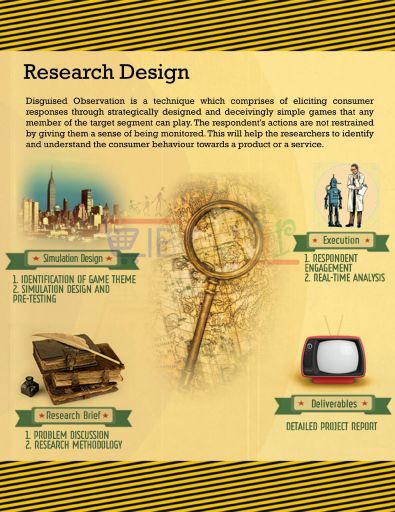 Research Design
Disguised Observation is a technique which comprises of eliciting consumer
responses through strategically designed and deceivingly simple games that any
member of the target segment can play. The respondent's actions are not restrained
by giving them a sense of being monitored. This will help the researchers to identify
and understand the consumer behaviour towards a product or a service.
Simulation Design
1. IDENTIFICATION OF GAME THEME
2. SIMULATION DESIGN AND
PRE-TESTING
Execution
1. RESPONDENT
ENGAGEMENT
2. REAL-TIME ANALYSIS
Research Brief
1. PROBLEM DISCUSSION
2. RESEARCH METHODOLOGY
Deliverables
DETAILED PROJECT REPORT